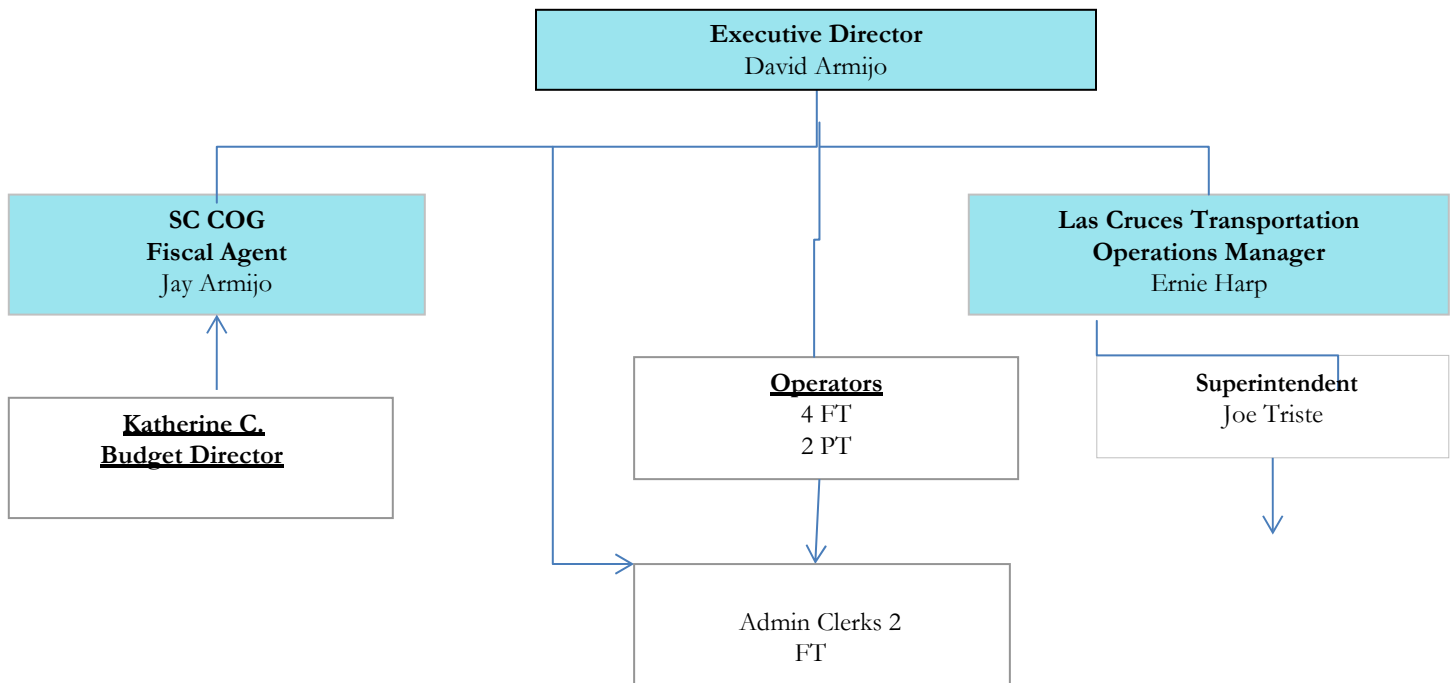 Executive Director
David Armijo
SC COG
Fiscal Agent
Jay Armijo
Las Cruces Transportation
Operations Manager
Ernie Harp
Katherine C.
Budget Director
Operators
4 FT
2 PT
Superintendent
Joe Triste
Admin Clerks 2
FT